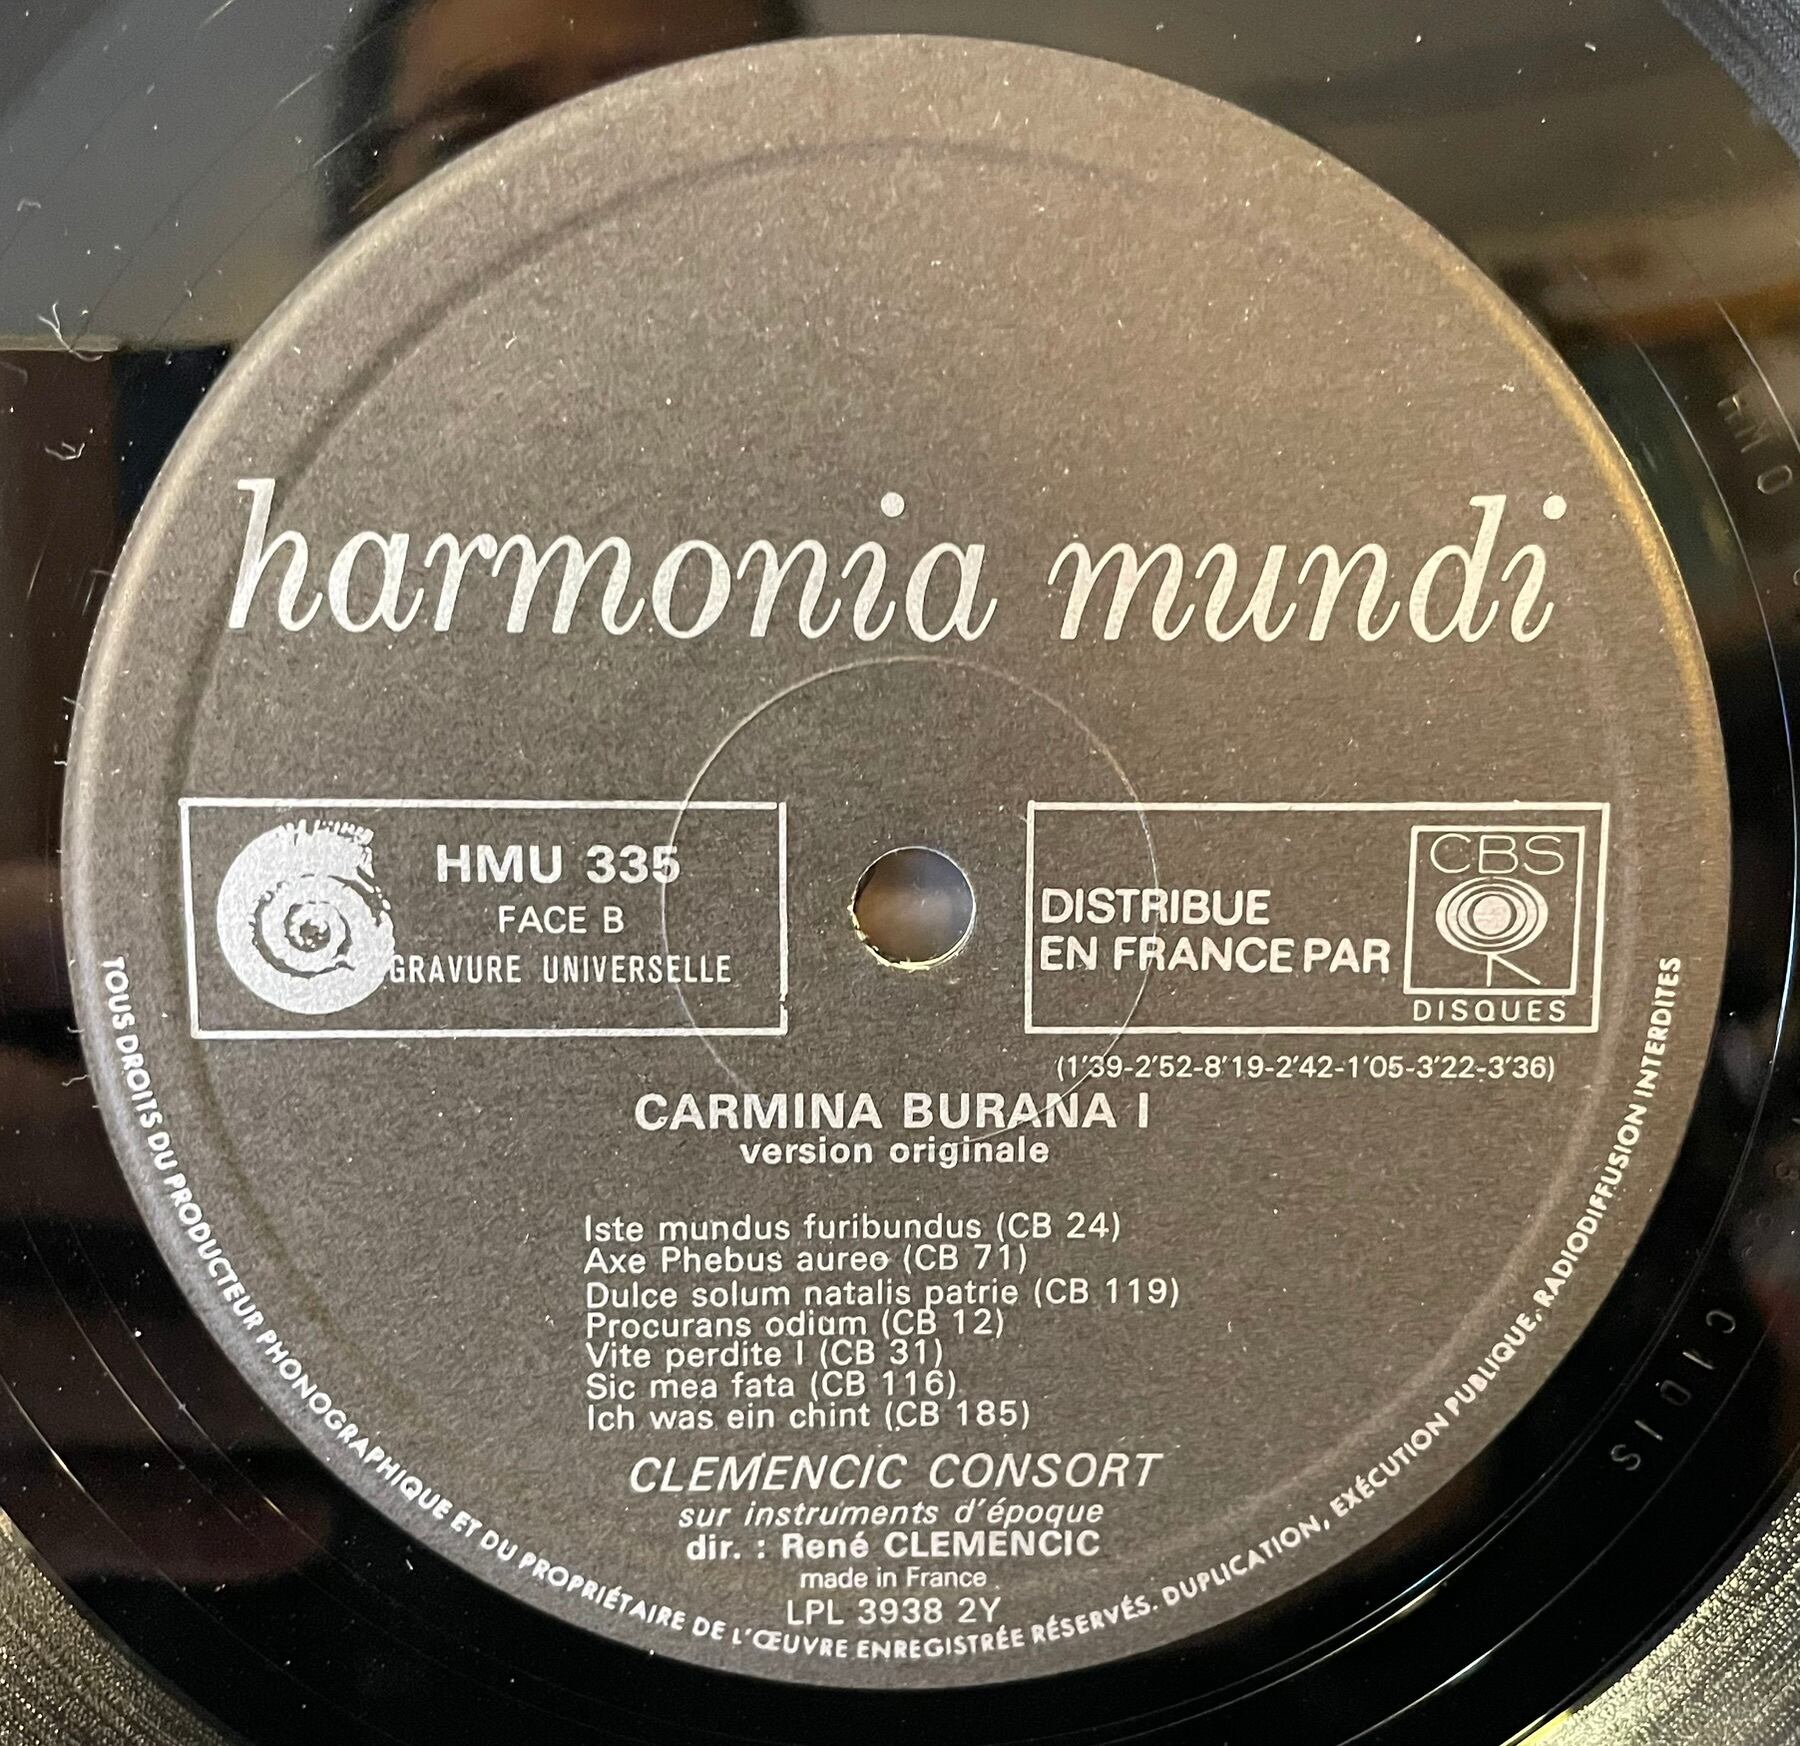 harmonia mundi
HMU 335
FACE B
GRAVURE UNIVERSELLE
DISTRIBUE
EN FRANCE PAR
CBS
DISQUES
(1'39-2'52-8'19-2'42-1'05-3'22-3'36)
CARMINA BURANA I
version originale
Iste mundus furibundus (CB 24)
Axe Phebus aureo (CB 71)
Dulce solum natalis patrie (CB 119)
Procurans odium (CB 12)
Vite perdite I (CB 31)
Sic mea fata (CB 116)
Ich was ein chint (CB 185)
CLEMENCIC CONSORT
sur instruments d'époque
dir. : René CLEMENCIC
made in France
LPL 3938 2Y
TOUS DROITS DU PRODUCTEUR PHONOGRAPHIQUE ET DU PROPRIÉTAIRE DE L'ŒUVRE ENREGISTRÉE RÉSERVÉS. DUPLICATION, EXÉCUTION PUBLIQUE, RADIODIFFUSION INTERDITES